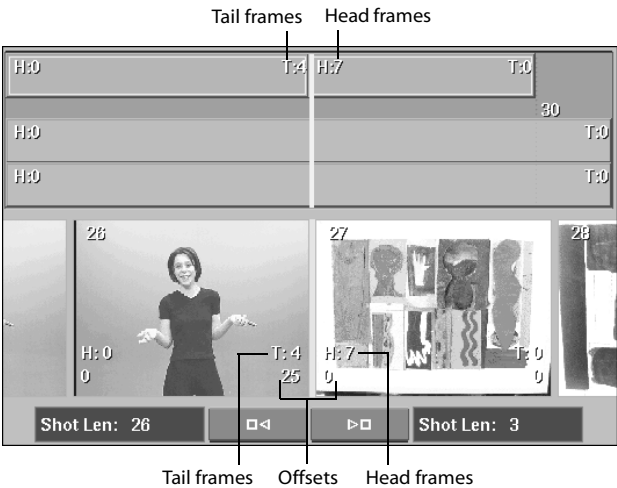 Tail frames Head frames
H:0 T:4 H:7 T:0
30
H:0 T:0
H:0 T:0
26 27 28
H: 0 T: 4 H: 7 T: 0
0 25 0 0
Shot Len: 26 Shot Len: 3
Tail frames Offsets Head frames